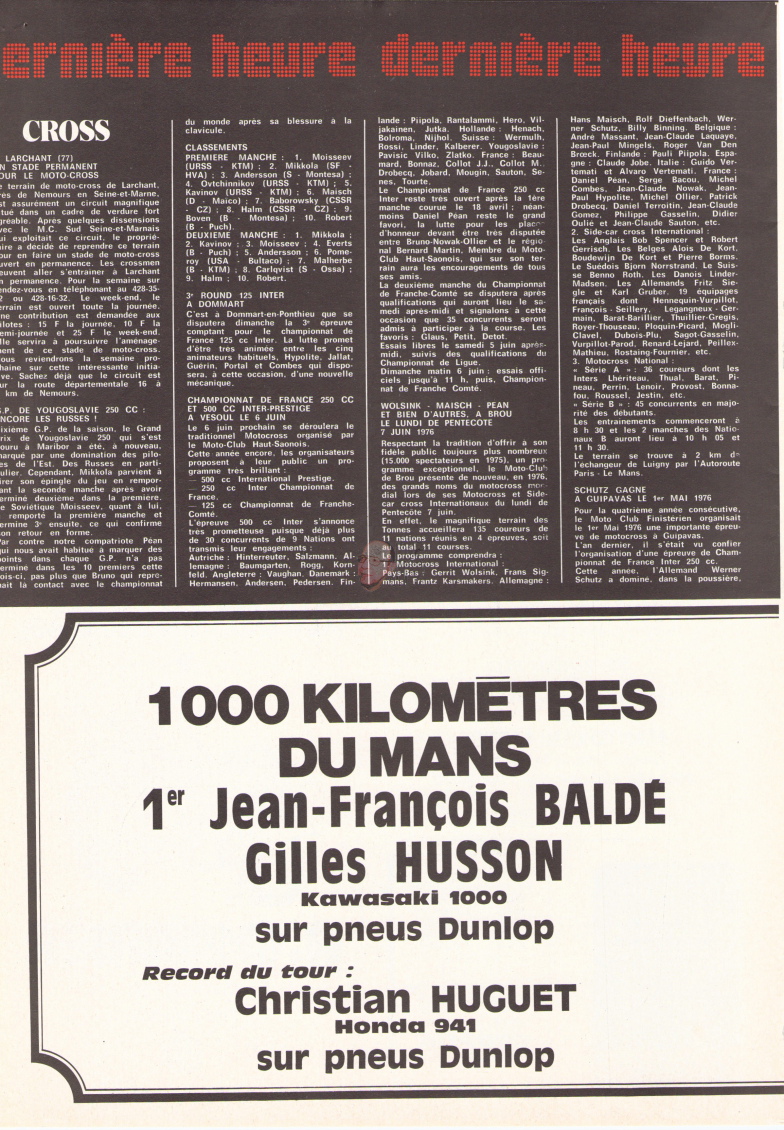 ernière heure dernière heure
CROSS
LARCHANT (77)
N STADE PERMANENT
OUR LE MOTO-CROSS
e terrain de moto-cross de Larchant,
rès de Nemours en Seine-et-Marne,
st assurément un circuit magnifique
tué dans un cadre de verdure fort
gréable. Après quelques dissensions
vec le M.C. Sud Seine-et-Marnais
ui exploitait ce circuit, le proprié-
aire a décidé de reprendre ce terrain
our en faire un stade de moto-cross
uvert en permanence. Les crossmen
euvent aller s'entrainer à Larchant
n permanence. Pour la semaine sur
endez-vous en téléphonant au 428-35-
2 ou 428-16-32. Le week-end, le
errain est ouvert toute la journée.
ne contribution est demandée aux
ilotes : 15 F la journée, 10 F la
emi-journée et 25 F le week-end.
lle servira à poursuivre l'aménage-
ment de ce stade de moto-cross.
ous reviendrons la semaine pro-
haine sur cette intéressante initia-
ive. Sachez déjà que le circuit est
ur la route départementale 16 à
km de Nemours.
G.P. DE YOUGOSLAVIE 250 CC :
NCORE LES RUSSES !
ixième G.P. de la saison, le Grand
rix de Yougoslavie 250 qui s'est
ouru à Maribor a été, à nouveau,
arqué par une domination des pilo-
es de l'Est. Des Russes en parti-
ulier. Cependant, Mikkola parvient à
irer son épingle du jeu en rempor-
ant la seconde manche après avoir
erminé deuxième dans la première.
e Soviétique Moisseev, quant à lui,
remporté la première manche et
ermine 3e ensuite, ce qui confirme
on retour en forme.
ar contre notre compatriote Péan
ui nous avait habitué à marquer des
oints dans chaque G.P. n'a pas
erminé dans les 10 premiers cette
ois-ci, pas plus que Bruno qui repre-
ait là contact avec le championnat
du monde après sa blessure à la
clavicule.
CLASSEMENTS
PREMIERE MANCHE : 1. Moisseev
(URSS - KTM) ; 2. Mikkola (SF -
HVA) ; 3. Andersson (S - Montesa) ;
4. Ovtchinnikov (URSS - KTM) ; 5.
Kavinov (URSS - KTM) ; 6. Maisch
(D - Maico) ; 7. Baborowsky (CSSR
- CZ) ; 8. Halm (CSSR - CZ) ; 9.
Boven (B - Montesa) ; 10. Robert
(B - Puch).
DEUXIEME MANCHE : 1. Mikkola ;
2. Kavinov ; 3. Moisseev ; 4. Everts
(B - Puch) ; 5. Andersson ; 6. Pome-
roy (USA - Bultaco) ; 7. Malherbe
(B - KTM) ; 8. Carlqvist (S - Ossa) ;
9. Halm ; 10. Robert.
3e ROUND 125 INTER
A DOMMART
C'est à Dommart-en-Ponthieu que se
disputera dimanche la 3e épreuve
comptant pour le championnat de
France 125 cc Inter. La lutte promet
d'être très animée entre les cinq
animateurs habituels, Hypolite, Jallat,
Guérin, Portal et Combes qui dispo-
sera, à cette occasion, d'une nouvelle
mécanique.
CHAMPIONNAT DE FRANCE 250 CC
ET 500 CC INTER-PRESTIGE
A VESOUL LE 6 JUIN
Le 6 juin prochain se déroulera le
traditionnel Motocross organisé par
le Moto-Club Haut-Saonois.
Cette année encore, les organisateurs
proposent à leur public un pro-
gramme très brillant :
— 500 cc International Prestige.
— 250 cc Inter Championnat de
France.
— 125 cc Championnat de Franche-
Comté.
L'épreuve 500 cc Inter s'annonce
très prometteuse puisque déjà plus
de 30 concurrents de 9 Nations ont
transmis leur engagements :
Autriche : Hinterreuter, Salzmann. Al-
lemagne : Baumgarten, Rogg, Korn-
feld. Angleterre : Vaughan. Danemark :
Hermansen, Andersen, Pedersen. Fin-
lande : Piipola, Rantalammi, Hero, Vil-
jakainen, Jutka. Hollande : Henach,
Bolroma, Nijhol. Suisse : Wermulh,
Rossi, Linder, Kalberer. Yougoslavie :
Pavisic Vilko, Zlatko. France : Beau-
mard, Bonnaz, Collot J.J., Collot M.,
Drobecq, Jobard, Mougin, Sauton, Se-
nes, Tourte.
Le Championnat de France 250 cc
Inter reste très ouvert après la 1ère
manche courue le 18 avril ; néan-
moins Daniel Péan reste le grand
favori, la lutte pour les places
d'honneur devant être très disputée
entre Bruno-Nowak-Ollier et le régio-
nal Bernard Martin, Membre du Moto-
Club Haut-Saonois, qui sur son ter-
rain aura les encouragements de tous
ses amis.
La deuxième manche du Championnat
de Franche-Comté se disputera après
qualifications qui auront lieu le sa-
medi après-midi et signalons à cette
occasion que 35 concurrents seront
admis à participer à la course. Les
favoris : Glaus, Petit, Detot.
Essais libres le samedi 5 juin après-
midi, suivis des qualifications du
Championnat de Ligue.
Dimanche matin 6 juin : essais offi-
ciels jusqu'à 11 h, puis, Champion-
nat de Franche Comté.
WOLSINK - MAISCH - PEAN
ET BIEN D'AUTRES, A BROU
LE LUNDI DE PENTECOTE
7 JUIN 1976
Respectant la tradition d'offrir à son
fidèle public toujours plus nombreux
(15.000 spectateurs en 1975), un pro-
gramme exceptionnel, le Moto-Club
de Brou présente de nouveau, en 1976,
des grands noms du motocross mon-
dial lors de ses Motocross et Side-
car cross Internationaux du lundi de
Pentecôte 7 juin.
En effet, le magnifique terrain des
Tonnes accueillera 135 coureurs de
11 nations réunis en 4 épreuves, soit
au total 11 courses.
Le programme comprendra :
Motocross International :
Pays-Bas : Gerrit Wolsink, Frans Sig-
mans, Frantz Karsmakers. Allemagne :
Hans Maisch, Rolf Dieffenbach, Wer-
ner Schutz, Billy Binning. Belgique :
Andre Massant, Jean-Claude Laquaye,
Jean-Paul Mingels, Roger Van Den
Brœck. Finlande : Pauli Piipola. Espa-
gne : Claude Jobe. Italie : Guido Ver-
temati et Alvaro Vertemati. France :
Daniel Péan, Serge Bacou, Michel
Combes, Jean-Claude Nowak, Jean-
Paul Hypolite, Michel Ollier, Patrick
Drobecq, Daniel Terroitin, Jean-Claude
Gomez, Philippe Gasselin, Didier
Oulie et Jean-Claude Sauton, etc.
2. Side-car cross International :
Les Anglais Bob Spencer et Robert
Gerrisch. Les Belges Alois De Kort,
Boudewijn De Kort et Pierre Borms.
Le Suédois Bjorn Norrstrand. Le Suis-
se Benno Roth. Les Danois Linder-
Madsen. Les Allemands Fritz Sie-
gle et Karl Gruber. 19 équipages
français dont Hennequin-Vurpillot,
François - Seillery, Legangneux - Ger-
main, Barat-Barillier, Thuillier-Grégis,
Royer-Thouseau, Ploquin-Picard, Mogli-
Clavel, Dubois-Plu, Sagot-Gasselin,
Vurpillot-Perod, Renard-Lejard, Peillex-
Mathieu, Rostaing-Fournier, etc.
3. Motocross National :
« Série A » : 36 coureurs dont les
Inters Lhéritiere, Thual, Barat, Pi-
neau, Perrin, Lenoir, Provost, Bonna-
fou, Roussel, Jestin, etc.
« Série B » : 45 concurrents en majo-
rité des débutants.
Les entrainements commenceront à
8 h 30 et les 2 manches des Natio-
naux B auront lieu à 10 h 05 et
11 h 30.
Le terrain se trouve à 2 km de
l'échangeur de Luigny par l'Autoroute
Paris - Le Mans.
SCHUTZ GAGNE
A GUIPAVAS LE 1er MAI 1976
Pour la quatrième année consécutive,
le Moto Club Finistérien organisait
le 1er Mai 1976 une importante épreu-
ve de motocross à Guipavas.
L'an dernier, il s'était vu confier
l'organisation d'une épreuve de Cham-
pionnat de France Inter 250 cc.
Cette année, l'Allemand Werner
Schutz a dominé, dans la poussière,
1000 KILOMÈTRES
DU MANS
1er Jean-François BALDÉ
Gilles HUSSON
Kawasaki 1000
sur pneus Dunlop
Record du tour :
Christian HUGUET
Honda 941
sur pneus Dunlop